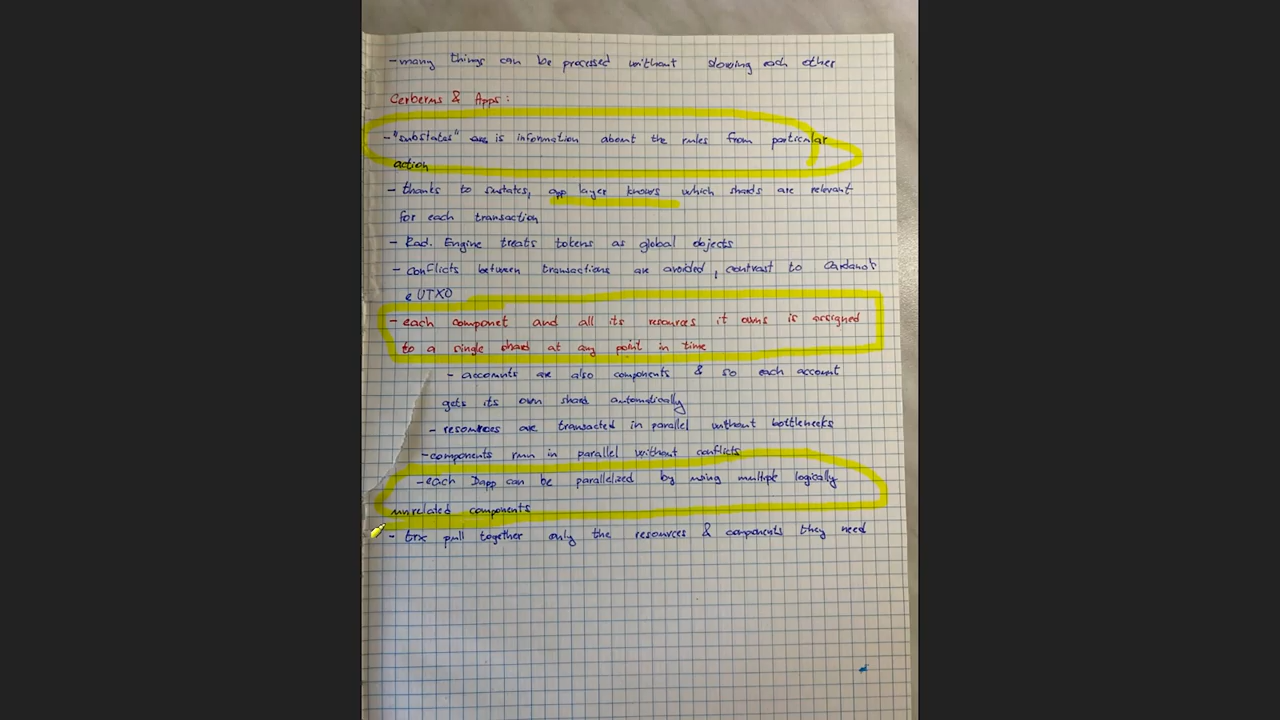 - many things can be processed without slowing each other
Cerberus & Apps:
- "substates" are is information about the rules from particular
action
- thanks to sustates, app layer knows which shards are relevant
for each transaction
- Rad. Engine treats tokens as global objects
- conflicts between transactions are avoided, contrast to Cardano's
eUTXO
- each componet and all its resources it owns is assigned
to a single shard at any point in time
- accounts are also components & so each account
gets its own shard automatically
- resources are transacted in parallel without bottlenecks
- components run in parallel without conflicts
- each Dapp can be parallelized by using multiple logically
unrelated components
- trx pull together only the resources & components they need